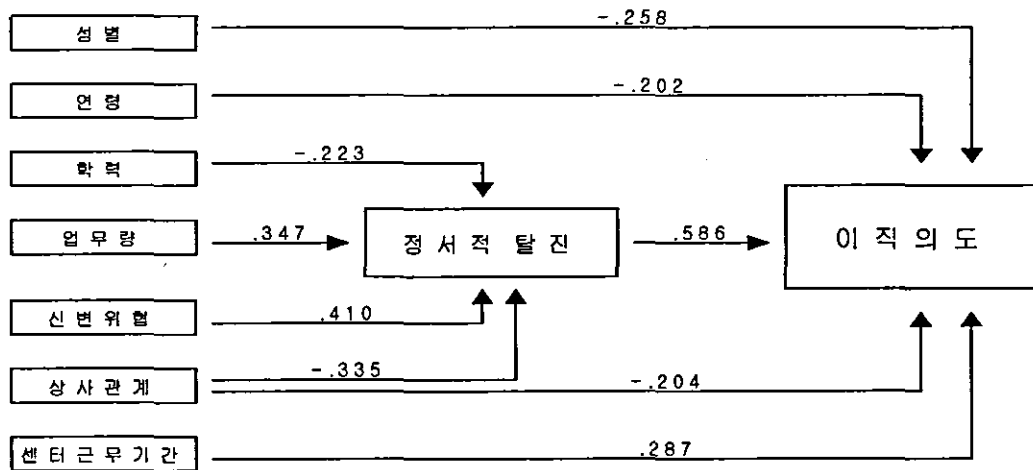 성별
-.258
연령
-.202
학력
-.223
업무량
.347
정서적 탈진
.586
이직의도
신변위협
.410
상사관계
-.335
-.204
센터근무기간
.287